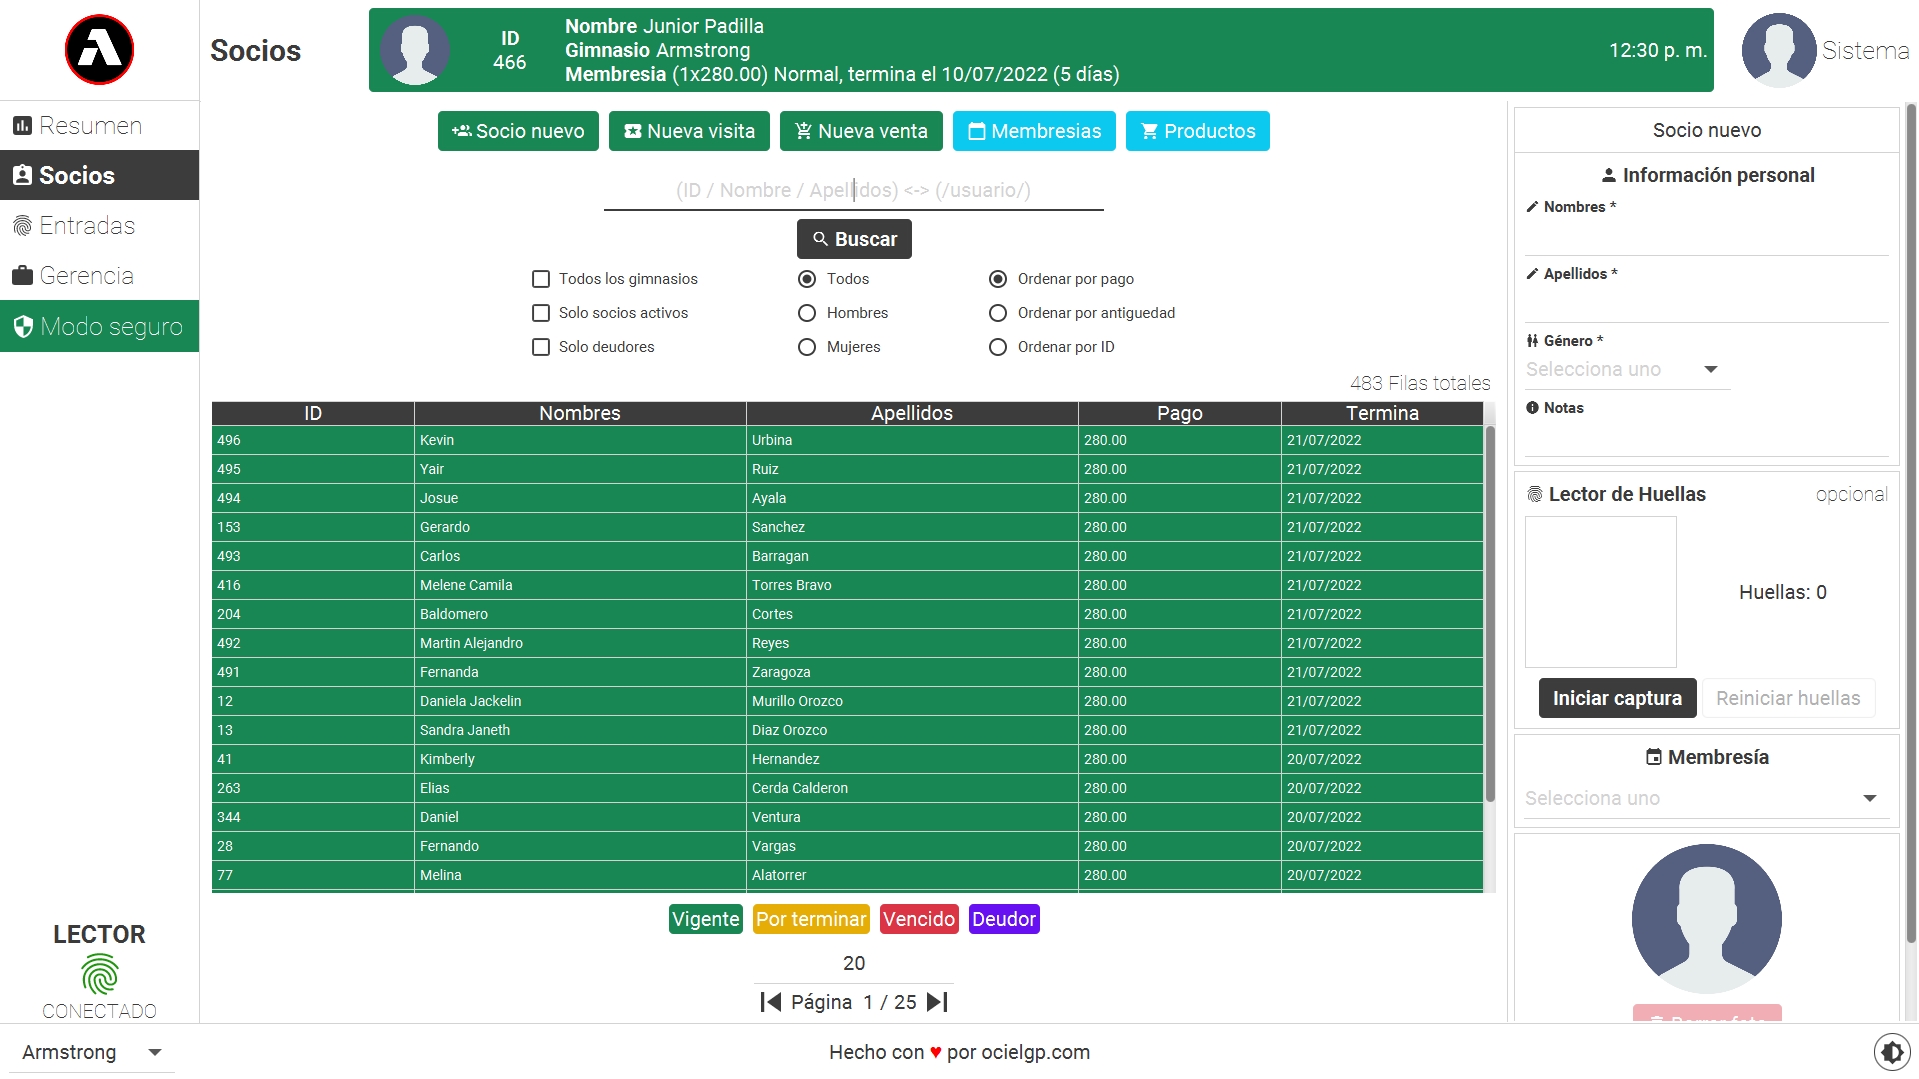 Socios
ID
466
Nombre Junior Padilla
Gimnasio Armstrong
Membresia (1x280.00) Normal, termina el 10/07/2022 (5 días)
12:30 p. m.
Sistema
Resumen
Socios
Entradas
Gerencia
Modo seguro
LECTOR
CONECTADO
Armstrong
Socio nuevo
Nueva visita
Nueva venta
Membresias
Productos
(ID / Nombre / Apellidos) <-> (/usuario/)
Buscar
Todos los gimnasios
Todos
Ordenar por pago
Solo socios activos
Hombres
Ordenar por antiguedad
Solo deudores
Mujeres
Ordenar por ID
483 Filas totales
ID Nombres Apellidos Pago Termina
496 Kevin Urbina 280.00 21/07/2022
495 Yair Ruiz 280.00 21/07/2022
494 Josue Ayala 280.00 21/07/2022
153 Gerardo Sanchez 280.00 21/07/2022
493 Carlos Barragan 280.00 21/07/2022
416 Melene Camila Torres Bravo 280.00 21/07/2022
204 Baldomero Cortes 280.00 21/07/2022
492 Martin Alejandro Reyes 280.00 21/07/2022
491 Fernanda Zaragoza 280.00 21/07/2022
12 Daniela Jackelin Murillo Orozco 280.00 21/07/2022
13 Sandra Janeth Diaz Orozco 280.00 21/07/2022
41 Kimberly Hernandez 280.00 20/07/2022
263 Elias Cerda Calderon 280.00 20/07/2022
344 Daniel Ventura 280.00 20/07/2022
28 Fernando Vargas 280.00 20/07/2022
77 Melina Alatorrer 280.00 20/07/2022
Vigente
Por terminar
Vencido
Deudor
20
Página 1 / 25
Socio nuevo
Información personal
Nombres *
Apellidos *
Género *
Selecciona uno
Notas
Lector de Huellas
opcional
Huellas: 0
Iniciar captura
Reiniciar huellas
Membresía
Selecciona uno
Borrar foto
Hecho con ♥ por ocielgp.com